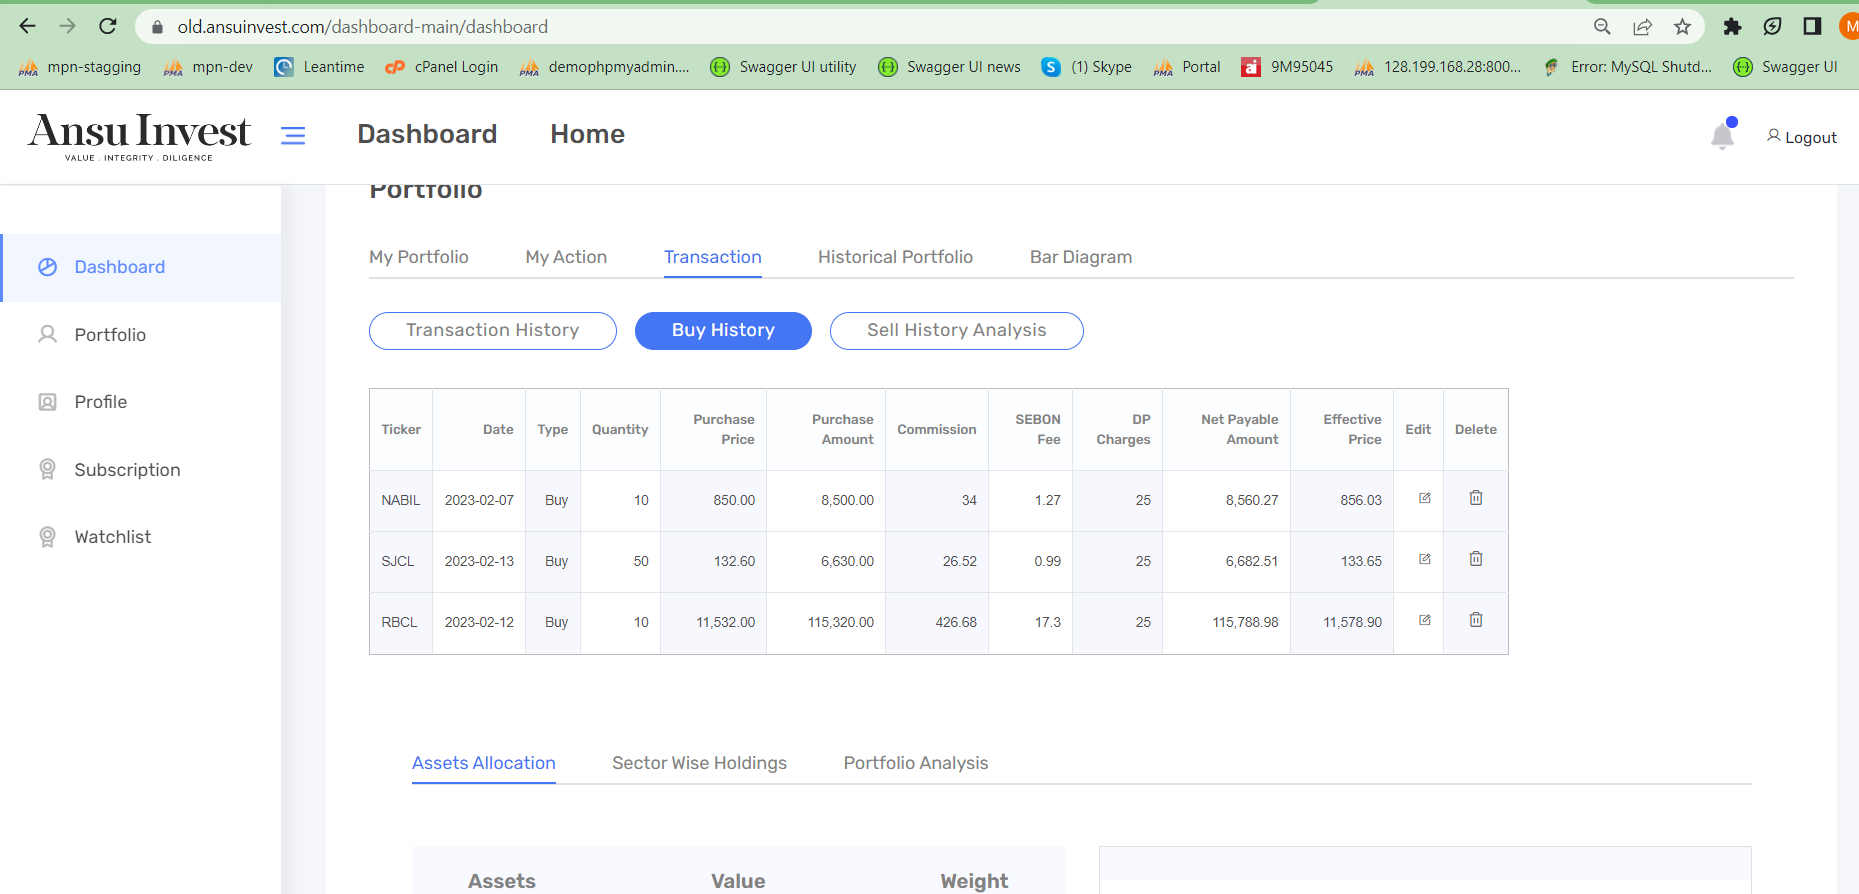 old.ansuinvest.com/dashboard-main/dashboard
M
mpn-staging mpn-dev Leantime cPanel Login demophpmyadmin.... Swagger UI utility Swagger UI news (1) Skype Portal 9M95045 128.199.168.28:800... Error: MySQL Shutd... Swagger UI
Ansu Invest
VALUE . INTEGRITY . DILIGENCE
Dashboard Home
Logout
Portfolio
Dashboard
Portfolio
Profile
Subscription
Watchlist
My Portfolio My Action Transaction Historical Portfolio Bar Diagram
Transaction History Buy History Sell History Analysis
Ticker Date Type Quantity Purchase Price Purchase Amount Commission SEBON Fee DP Charges Net Payable Amount Effective Price Edit Delete
NABIL 2023-02-07 Buy 10 850.00 8,500.00 34 1.27 25 8,560.27 856.03
SJCL 2023-02-13 Buy 50 132.60 6,630.00 26.52 0.99 25 6,682.51 133.65
RBCL 2023-02-12 Buy 10 11,532.00 115,320.00 426.68 17.3 25 115,788.98 11,578.90
Assets Allocation Sector Wise Holdings Portfolio Analysis
Assets Value Weight